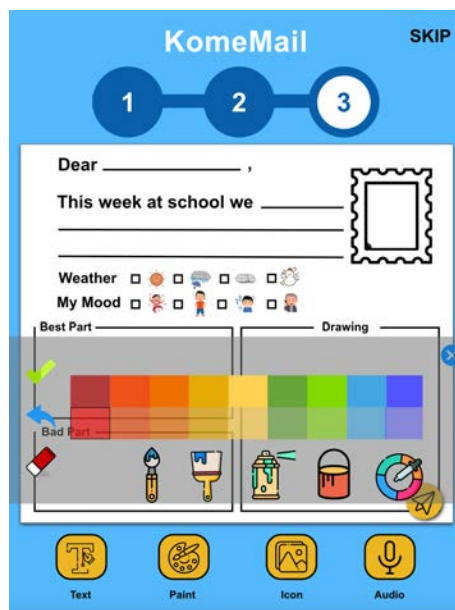 KomeMail
SKIP
1 2 3
Dear ,
This week at school we
Weather
My Mood
Best Part
Drawing
Bad Part
Text
Paint
Icon
Audio